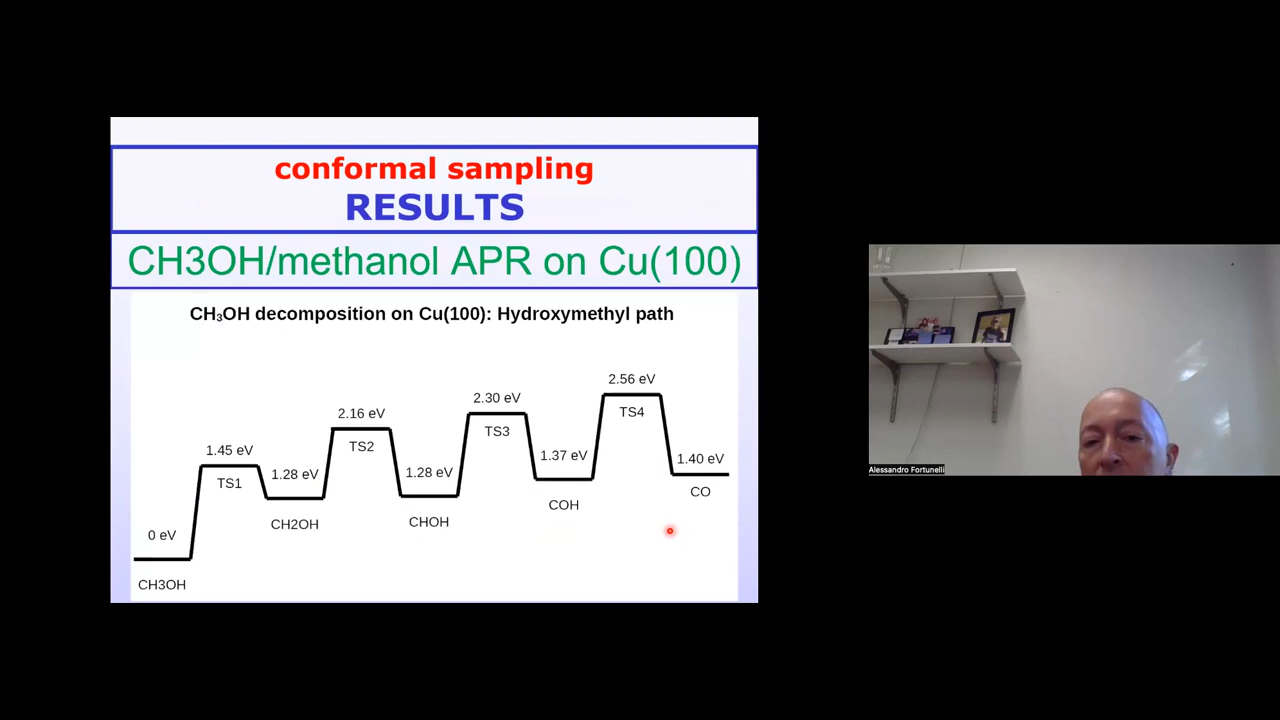 conformal sampling
RESULTS
CH3OH/methanol APR on Cu(100)
CH₃OH decomposition on Cu(100): Hydroxymethyl path
0 eV
CH3OH
1.45 eV
TS1
1.28 eV
CH2OH
2.16 eV
TS2
1.28 eV
CHOH
2.30 eV
TS3
1.37 eV
COH
2.56 eV
TS4
1.40 eV
CO
Alessandro Fortunelli